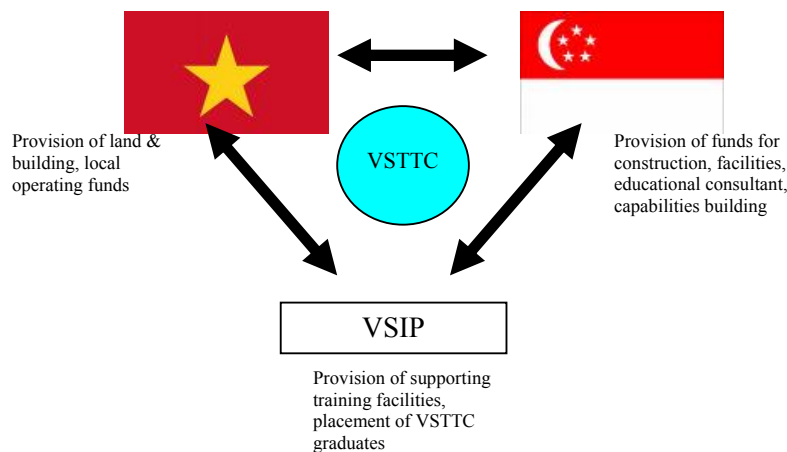 VSTTC
Provision of land &
building, local
operating funds
Provision of funds for
construction, facilities,
educational consultant,
capabilities building
VSIP
Provision of supporting
training facilities,
placement of VSTTC
graduates